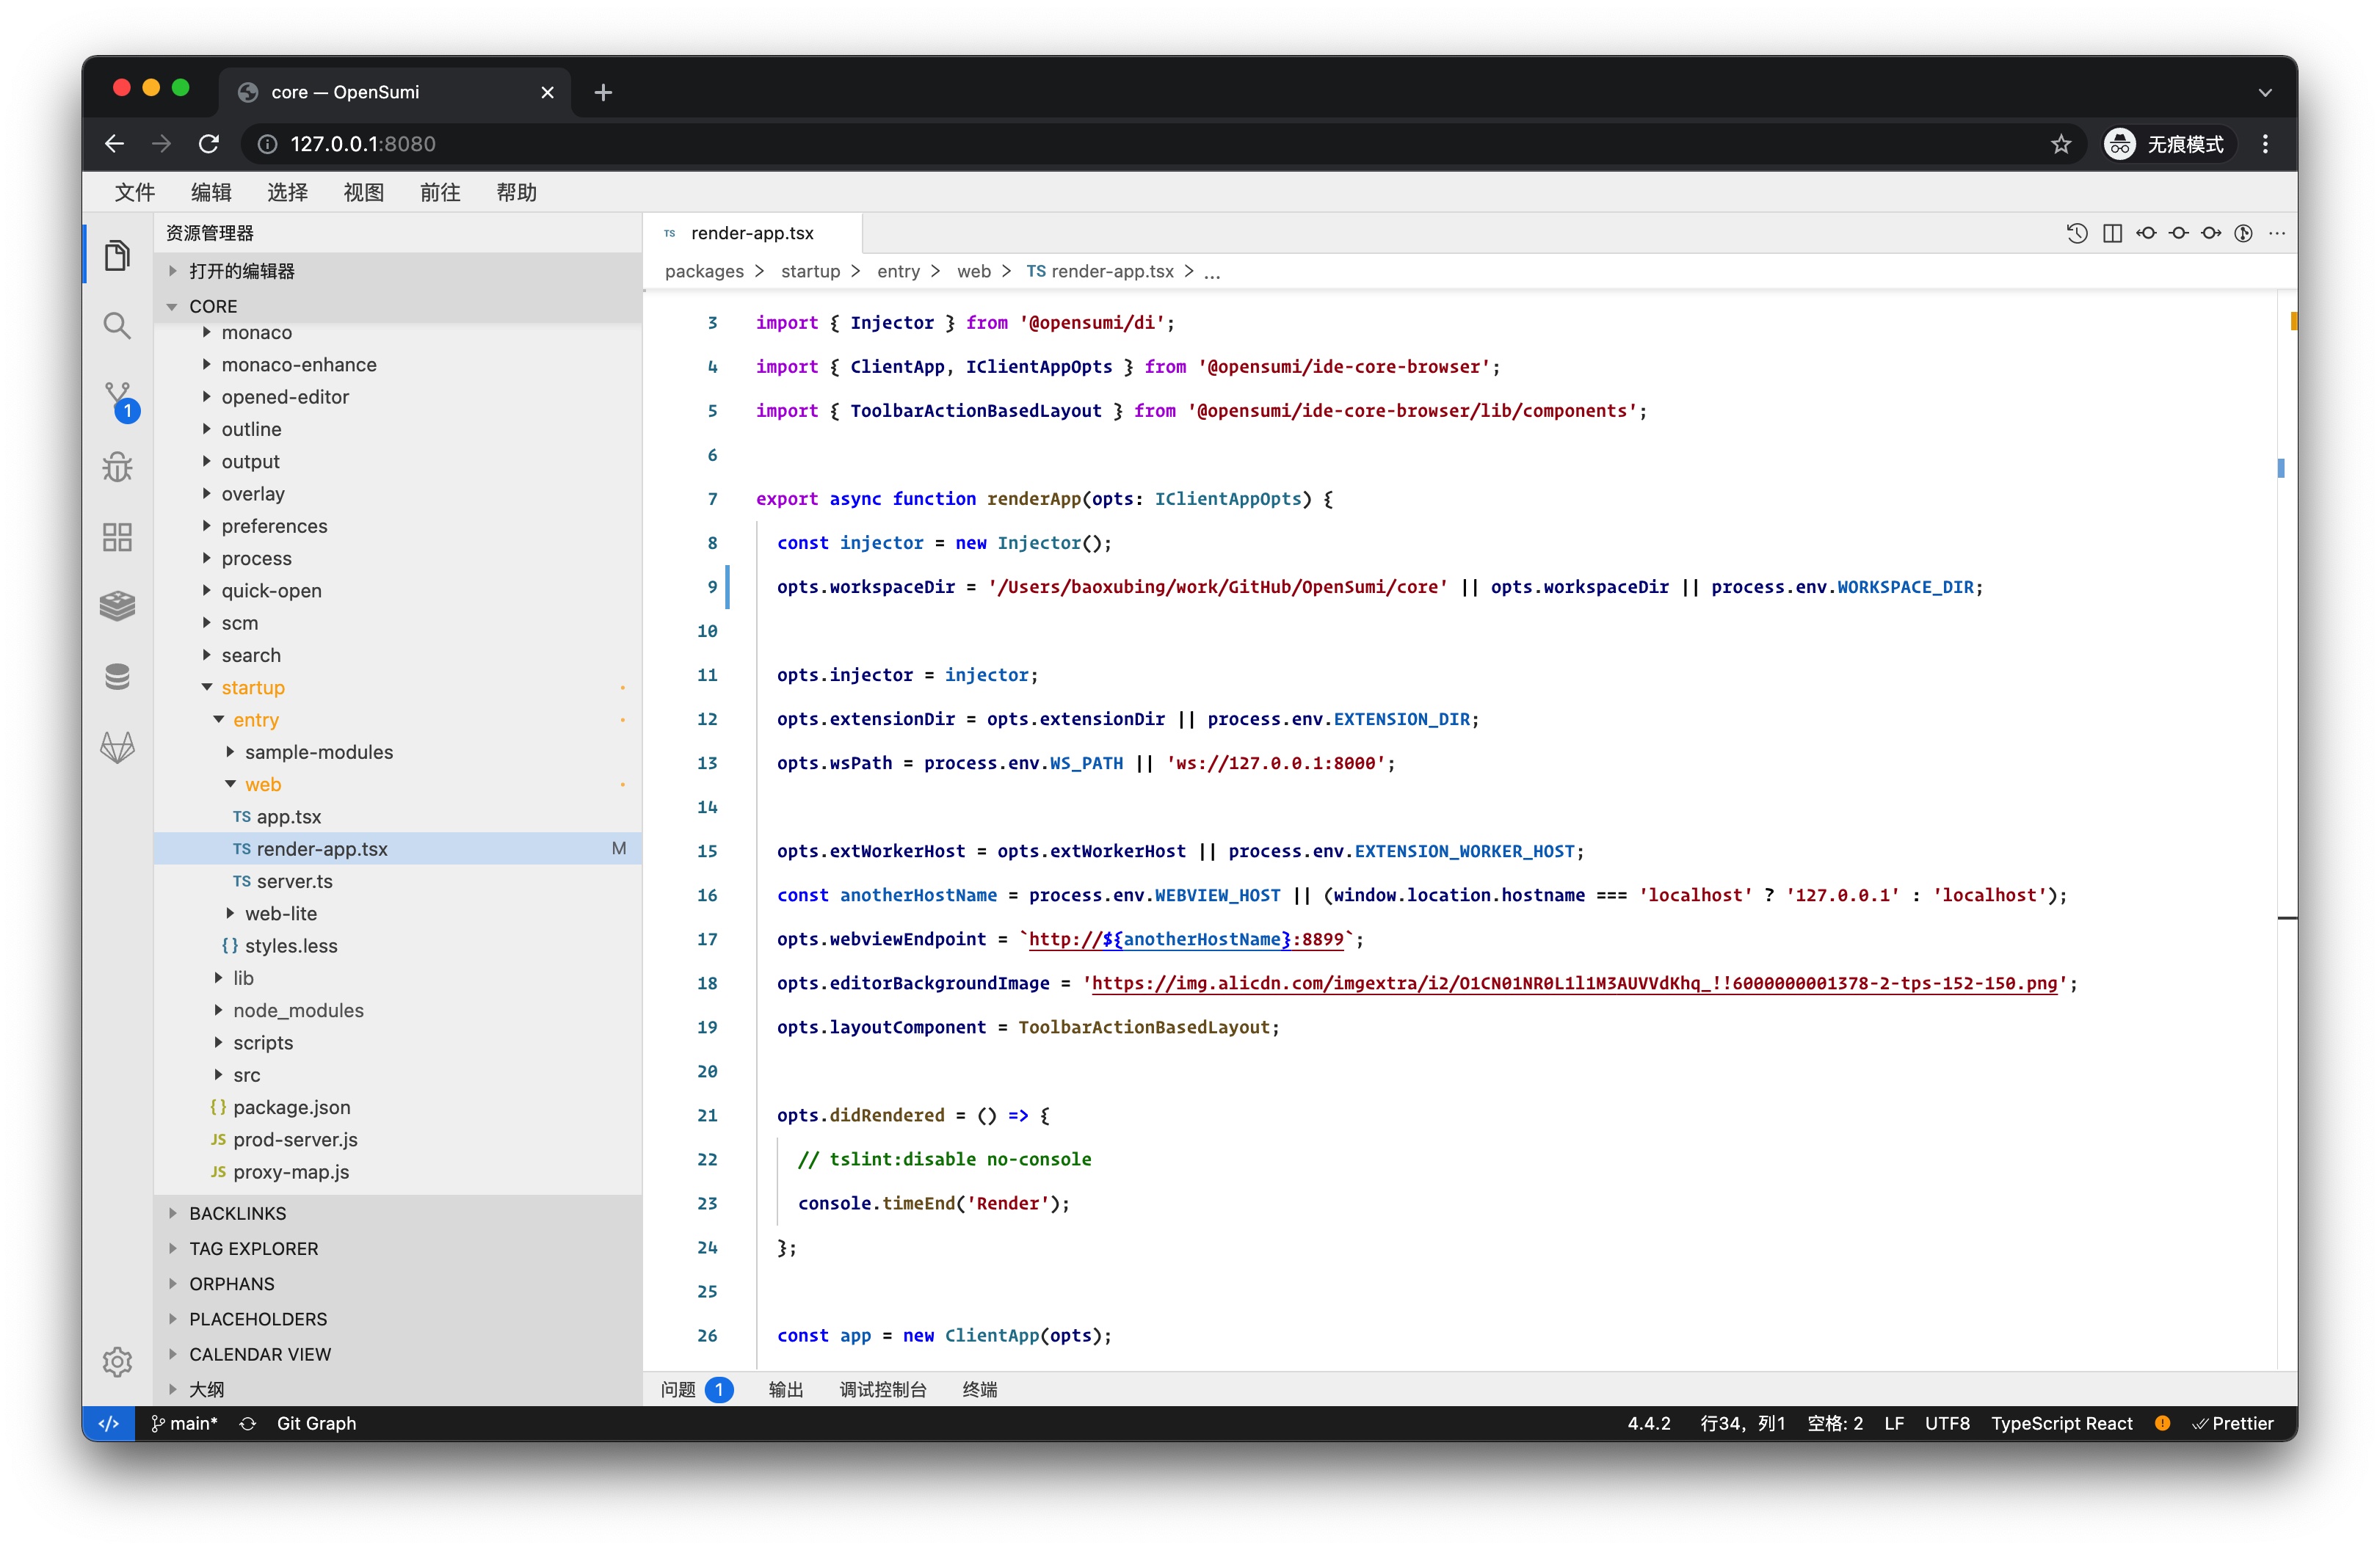 core — OpenSumi
127.0.0.1:8080
无痕模式
文件 编辑 选择 视图 前往 帮助
资源管理器
打开的编辑器
CORE
monaco
monaco-enhance
opened-editor
outline
output
overlay
preferences
process
quick-open
scm
search
startup
entry
sample-modules
web
TS app.tsx
TS render-app.tsx M
TS server.ts
web-lite
{} styles.less
lib
node_modules
scripts
src
{} package.json
JS prod-server.js
JS proxy-map.js
BACKLINKS
TAG EXPLORER
ORPHANS
PLACEHOLDERS
CALENDAR VIEW
大纲
1
TS render-app.tsx
packages > startup > entry > web > TS render-app.tsx > ...
3 import { Injector } from '@opensumi/di';
4 import { ClientApp, IClientAppOpts } from '@opensumi/ide-core-browser';
5 import { ToolbarActionBasedLayout } from '@opensumi/ide-core-browser/lib/components';
6
7 export async function renderApp(opts: IClientAppOpts) {
8 const injector = new Injector();
9 opts.workspaceDir = '/Users/baoxubing/work/GitHub/OpenSumi/core' || opts.workspaceDir || process.env.WORKSPACE_DIR;
10
11 opts.injector = injector;
12 opts.extensionDir = opts.extensionDir || process.env.EXTENSION_DIR;
13 opts.wsPath = process.env.WS_PATH || 'ws://127.0.0.1:8000';
14
15 opts.extWorkerHost = opts.extWorkerHost || process.env.EXTENSION_WORKER_HOST;
16 const anotherHostName = process.env.WEBVIEW_HOST || (window.location.hostname === 'localhost' ? '127.0.0.1' : 'localhost');
17 opts.webviewEndpoint = `http://${anotherHostName}:8899`;
18 opts.editorBackgroundImage = 'https://img.alicdn.com/imgextra/i2/O1CN01NR0L1l1M3AUVVdKhq_!!6000000001378-2-tps-152-150.png';
19 opts.layoutComponent = ToolbarActionBasedLayout;
20
21 opts.didRendered = () => {
22 // tslint:disable no-console
23 console.timeEnd('Render');
24 };
25
26 const app = new ClientApp(opts);
问题 1 输出 调试控制台 终端
main* Git Graph 4.4.2 行34，列1 空格: 2 LF UTF8 TypeScript React Prettier